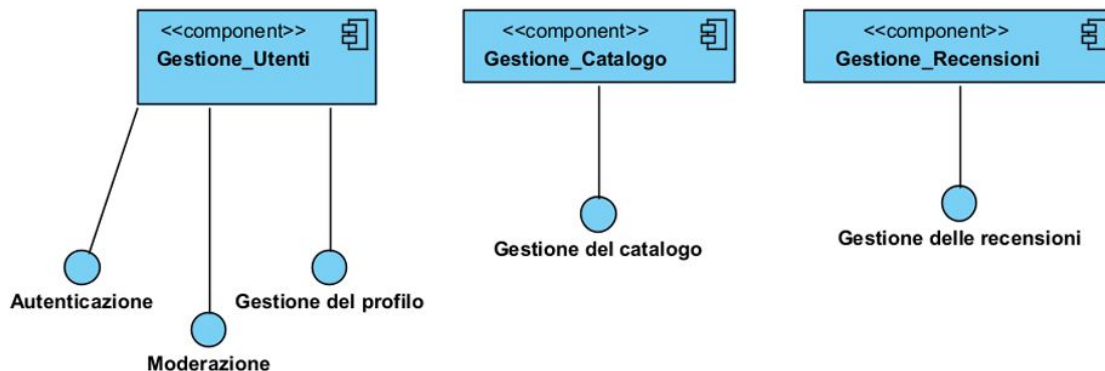 <<component>>
Gestione_Utenti
<<component>>
Gestione_Catalogo
<<component>>
Gestione_Recensioni
Autenticazione
Moderazione
Gestione del profilo
Gestione del catalogo
Gestione delle recensioni